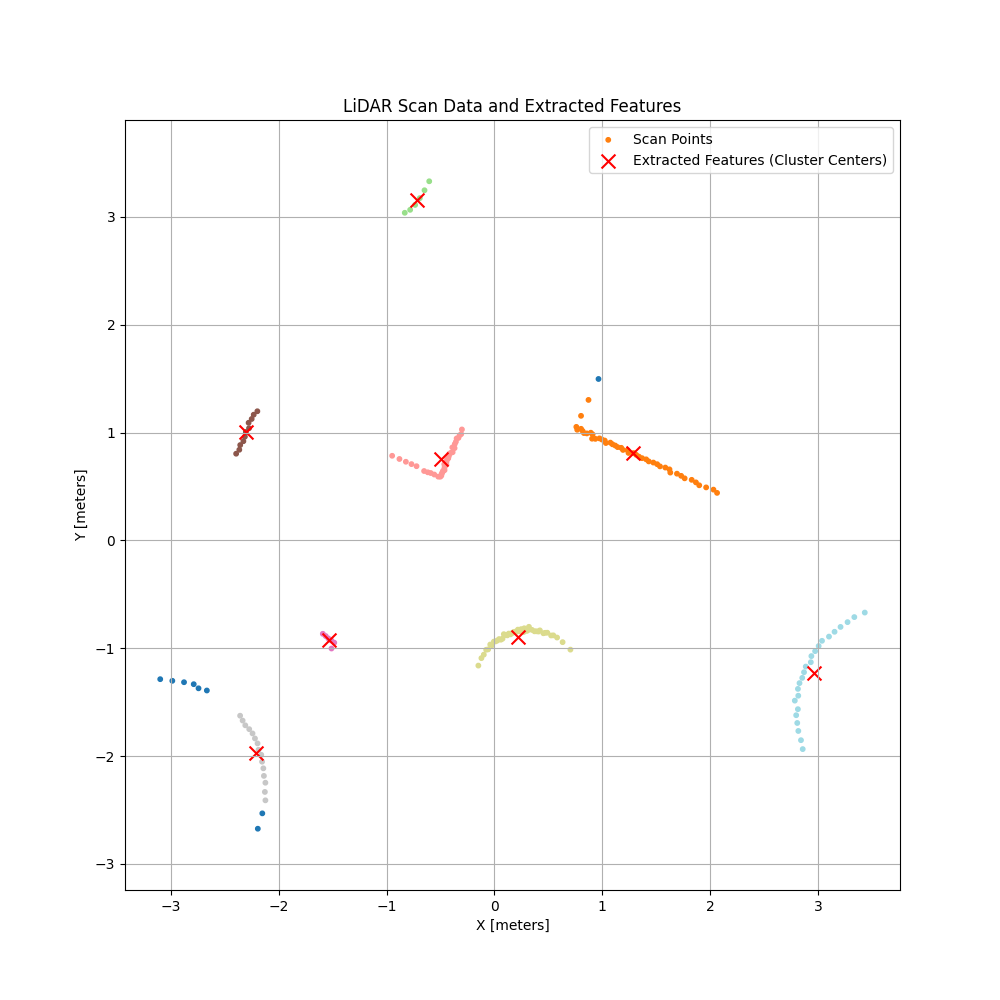 LiDAR Scan Data and Extracted Features
Scan Points
Extracted Features (Cluster Centers)
Y [meters]
3
2
1
0
−1
−2
−3
−3
−2
−1
0
1
2
3
X [meters]